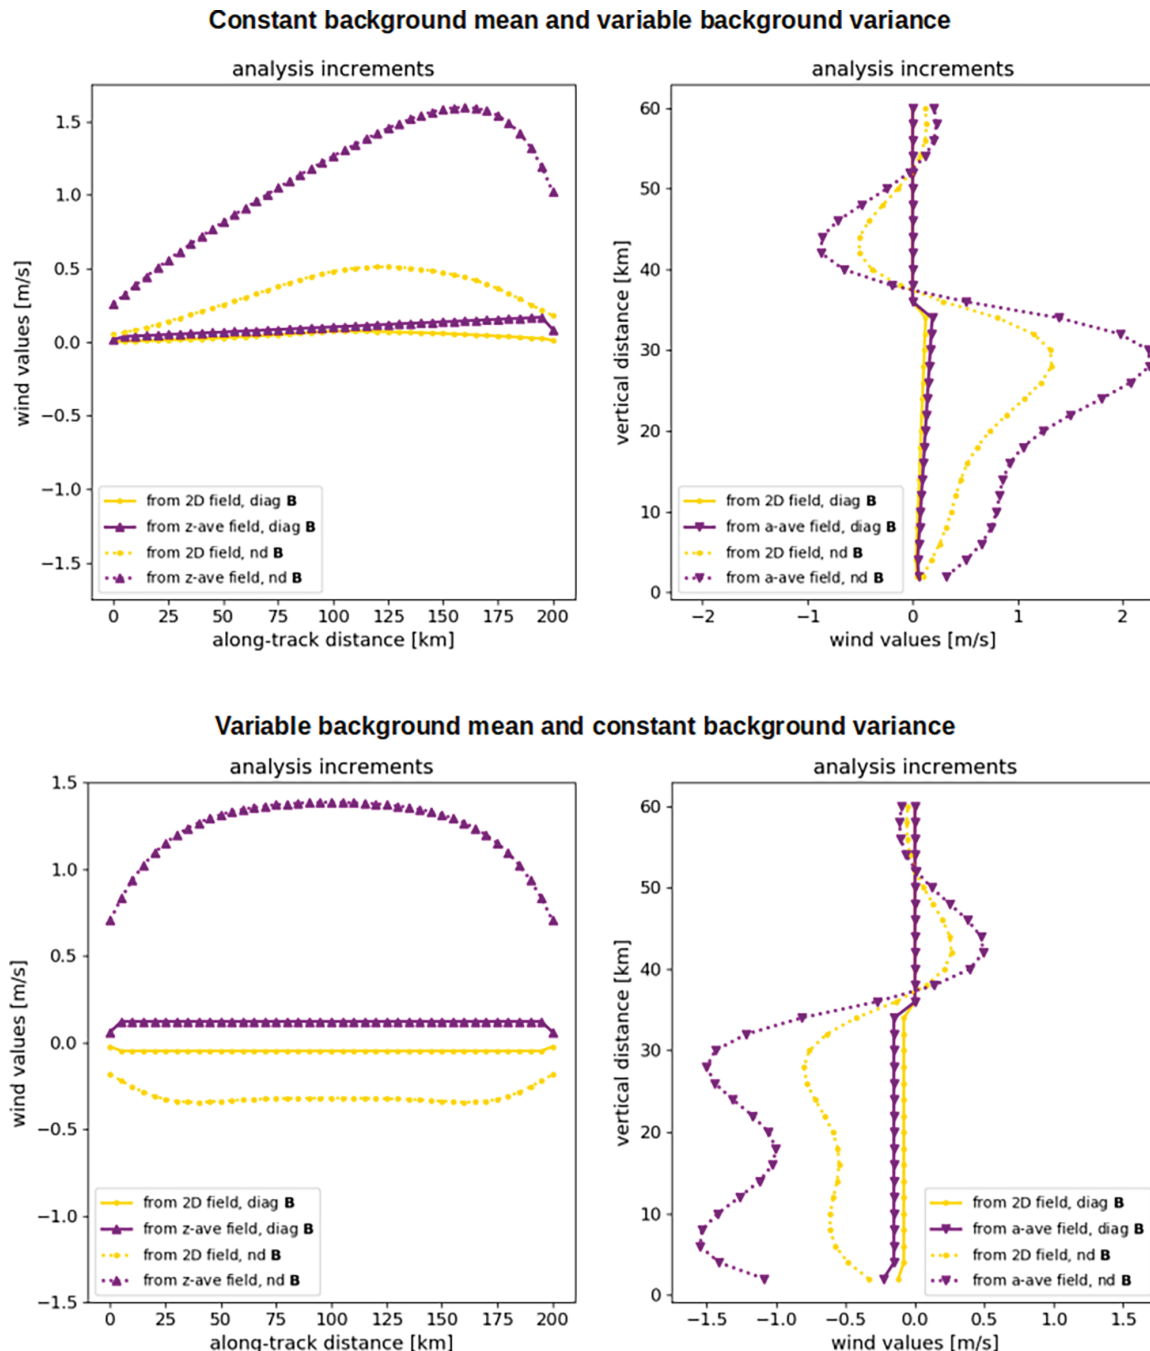 Constant background mean and variable background variance
analysis increments
1.5
1.0
0.5
0.0
−0.5
−1.0
−1.5
wind values [m/s]
from 2D field, diag B
from z-ave field, diag B
from 2D field, nd B
from z-ave field, nd B
0 25 50 75 100 125 150 175 200
along-track distance [km]
analysis increments
60
50
40
30
20
10
0
vertical distance [km]
from 2D field, diag B
from a-ave field, diag B
from 2D field, nd B
from a-ave field, nd B
−2 −1 0 1 2
wind values [m/s]
Variable background mean and constant background variance
analysis increments
1.5
1.0
0.5
0.0
−0.5
−1.0
−1.5
wind values [m/s]
from 2D field, diag B
from z-ave field, diag B
from 2D field, nd B
from z-ave field, nd B
0 25 50 75 100 125 150 175 200
along-track distance [km]
analysis increments
60
50
40
30
20
10
0
vertical distance [km]
from 2D field, diag B
from a-ave field, diag B
from 2D field, nd B
from a-ave field, nd B
−1.5 −1.0 −0.5 0.0 0.5 1.0 1.5
wind values [m/s]